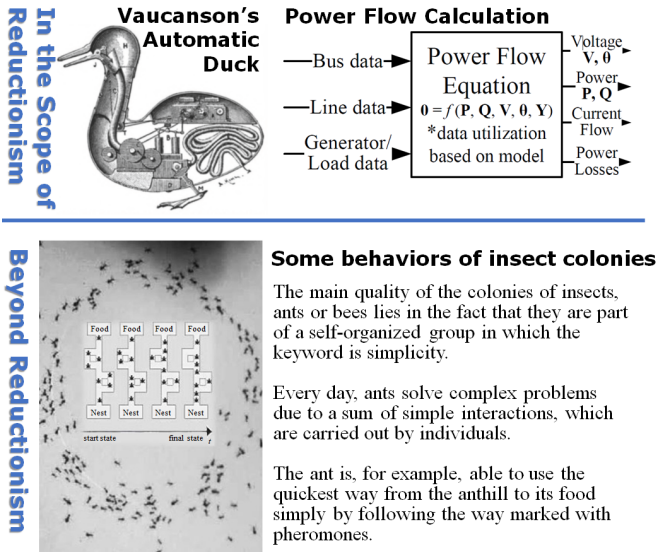 In the Scope of
Reductionism
Vaucanson's
Automatic
Duck
Power Flow Calculation
Bus data
Line data
Generator/
Load data
Power Flow
Equation
0 = f (P, Q, V, θ, Y)
*data utilization
based on model
Voltage
V, θ
Power
P, Q
Current
Flow
Power
Losses
Beyond Reductionism
Food Food Food Food
Nest Nest Nest Nest
start state final state t
Some behaviors of insect colonies
The main quality of the colonies of insects,
ants or bees lies in the fact that they are part
of a self-organized group in which the
keyword is simplicity.
Every day, ants solve complex problems
due to a sum of simple interactions, which
are carried out by individuals.
The ant is, for example, able to use the
quickest way from the anthill to its food
simply by following the way marked with
pheromones.